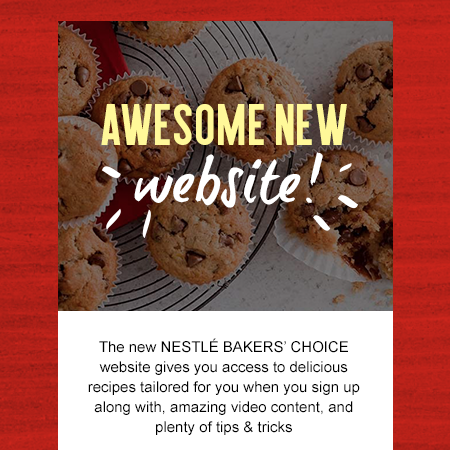 AWESOME NEW
website!
The new NESTLÉ BAKERS’ CHOICE
website gives you access to delicious
recipes tailored for you when you sign up
along with, amazing video content, and
plenty of tips & tricks